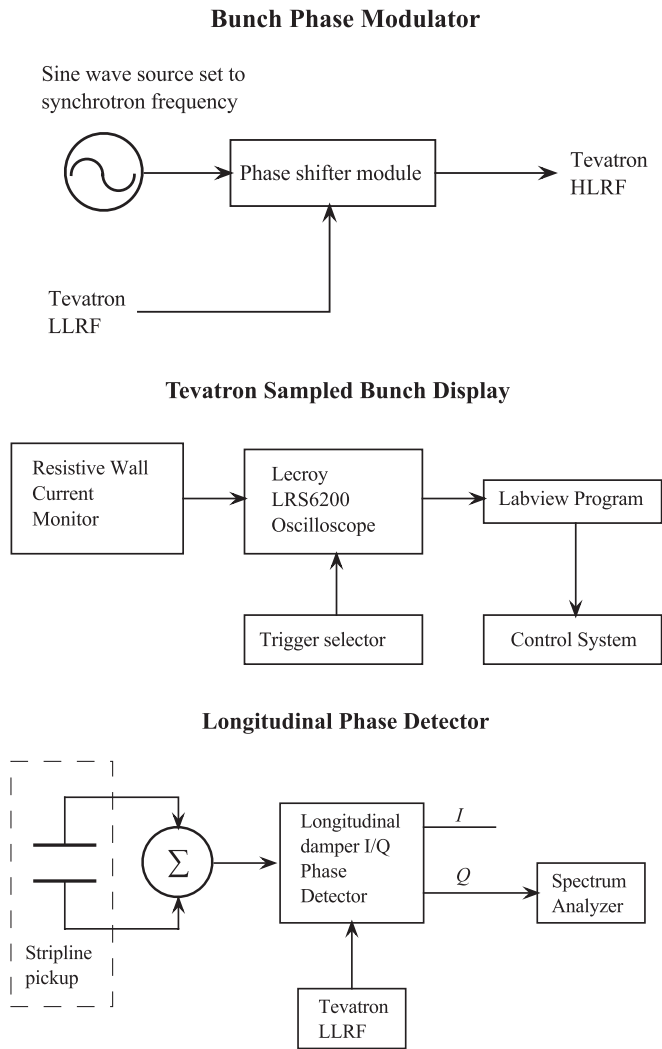 Bunch Phase Modulator
Sine wave source set to
synchrotron frequency
Phase shifter module
Tevatron
HLRF
Tevatron
LLRF
Tevatron Sampled Bunch Display
Resistive Wall
Current
Monitor
Lecroy
LRS6200
Oscilloscope
Labview Program
Trigger selector
Control System
Longitudinal Phase Detector
Σ
Longitudinal
damper I/Q
Phase
Detector
I
Q
Spectrum
Analyzer
Stripline
pickup
Tevatron
LLRF